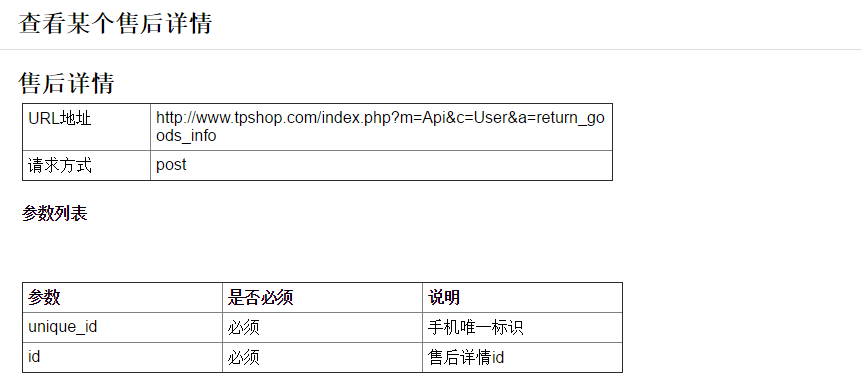 查看某个售后详情
售后详情
URL地址 http://www.tpshop.com/index.php?m=Api&c=User&a=return_go
ods_info
请求方式 post
参数列表
参数 是否必须 说明
unique_id 必须 手机唯一标识
id 必须 售后详情id